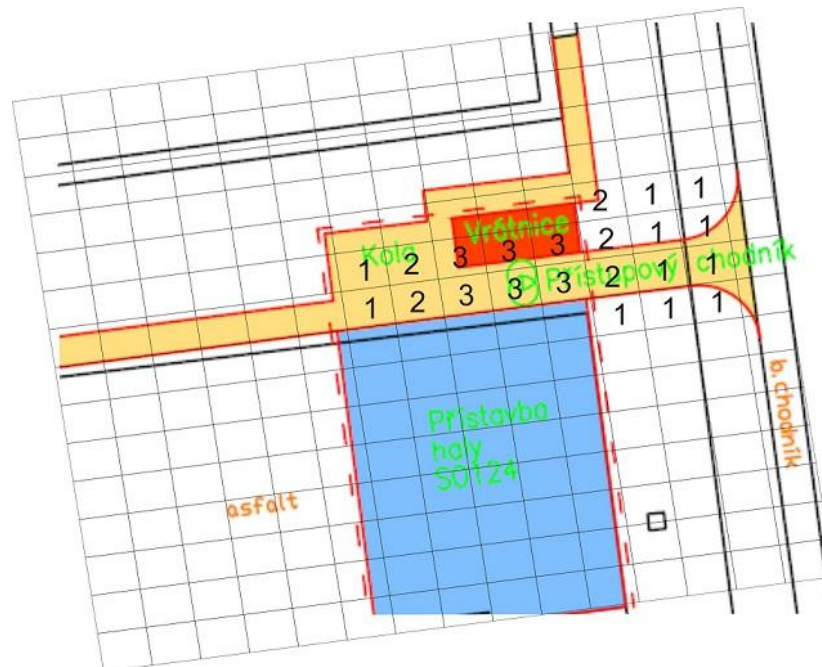 2 1 1
Vrátnice
Kola
1 2 3 3 3 2 1 1
Přístupový chodník
1 2 3 3 3 2 1 1
1 1 1
b.chodník
Přístavba
haly
SO124
asfalt